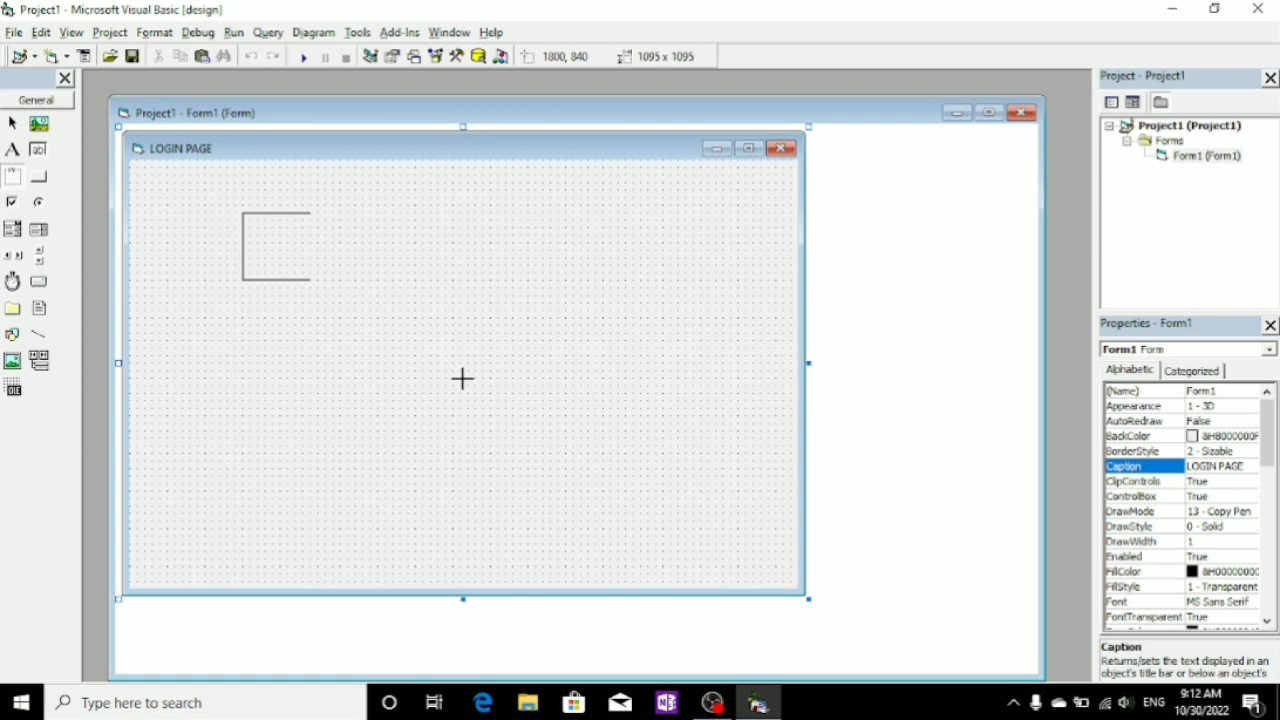 Project1 - Microsoft Visual Basic [design]
File Edit View Project Format Debug Run Query Diagram Tools Add-Ins Window Help
1800, 840
1095 x 1095
General
Project1 - Form1 (Form)
LOGIN PAGE
Project - Project1
Project1 (Project1)
Forms
Form1 (Form1)
Properties - Form1
Form1 Form
Alphabetic Categorized
(Name) Form1
Appearance 1 - 3D
AutoRedraw False
BackColor &H8000000F
BorderStyle 2 - Sizable
Caption LOGIN PAGE
ClipControls True
ControlBox True
DrawMode 13 - Copy Pen
DrawStyle 0 - Solid
DrawWidth 1
Enabled True
FillColor &H00000000
FillStyle 1 - Transparent
Font MS Sans Serif
FontTransparent True
Caption
Returns/sets the text displayed in an
object's title bar or below an object's
Type here to search
ENG
9:12 AM
10/30/2022